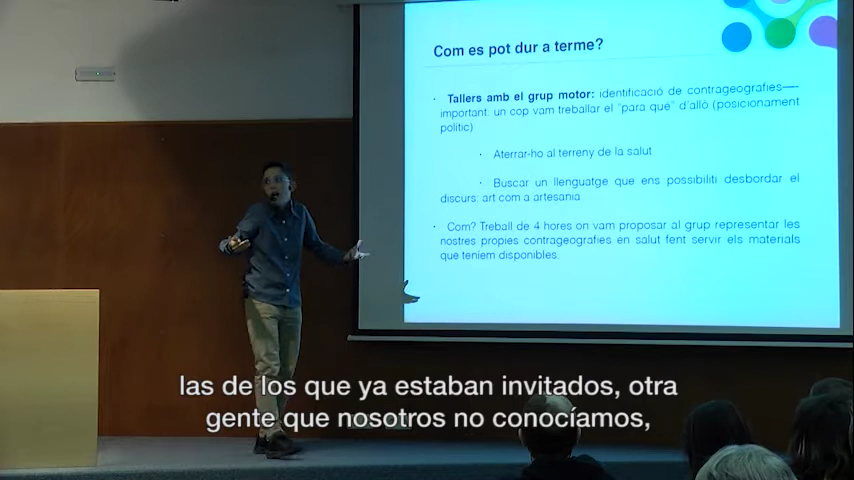 Com es pot dur a terme?
· Tallers amb el grup motor: identificació de contrageografies—-
important: un cop vam treballar el "para qué" d'allò (posicionament
polític)
· Aterrar-ho al terreny de la salut
· Buscar un llenguatge que ens possibiliti desbordar el
discurs: art com a artesania
· Com? Treball de 4 hores on vam proposar al grup representar les
nostres propies contrageografies en salut fent servir els materials
que teniem disponibles.
las de los que ya estaban invitados, otra
gente que nosotros no conocíamos,